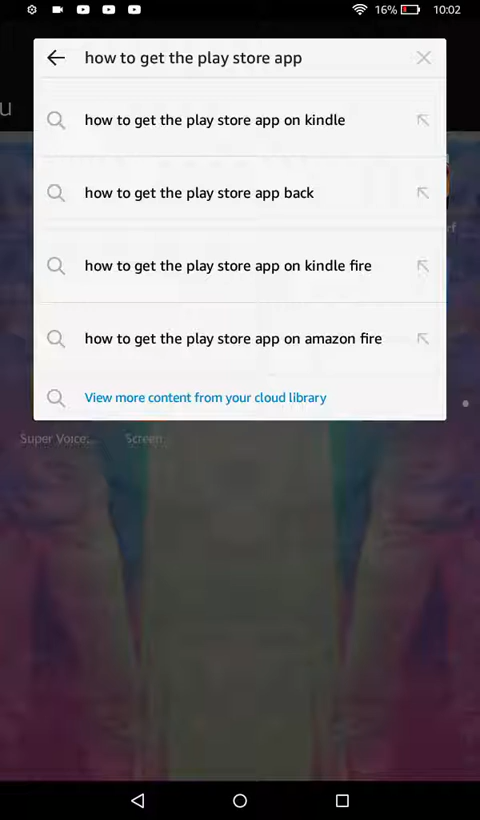 16% 10:02
how to get the play store app
u
how to get the play store app on kindle
how to get the play store app back
rf
how to get the play store app on kindle fire
how to get the play store app on amazon fire
View more content from your cloud library
Super Voice:... Screen...